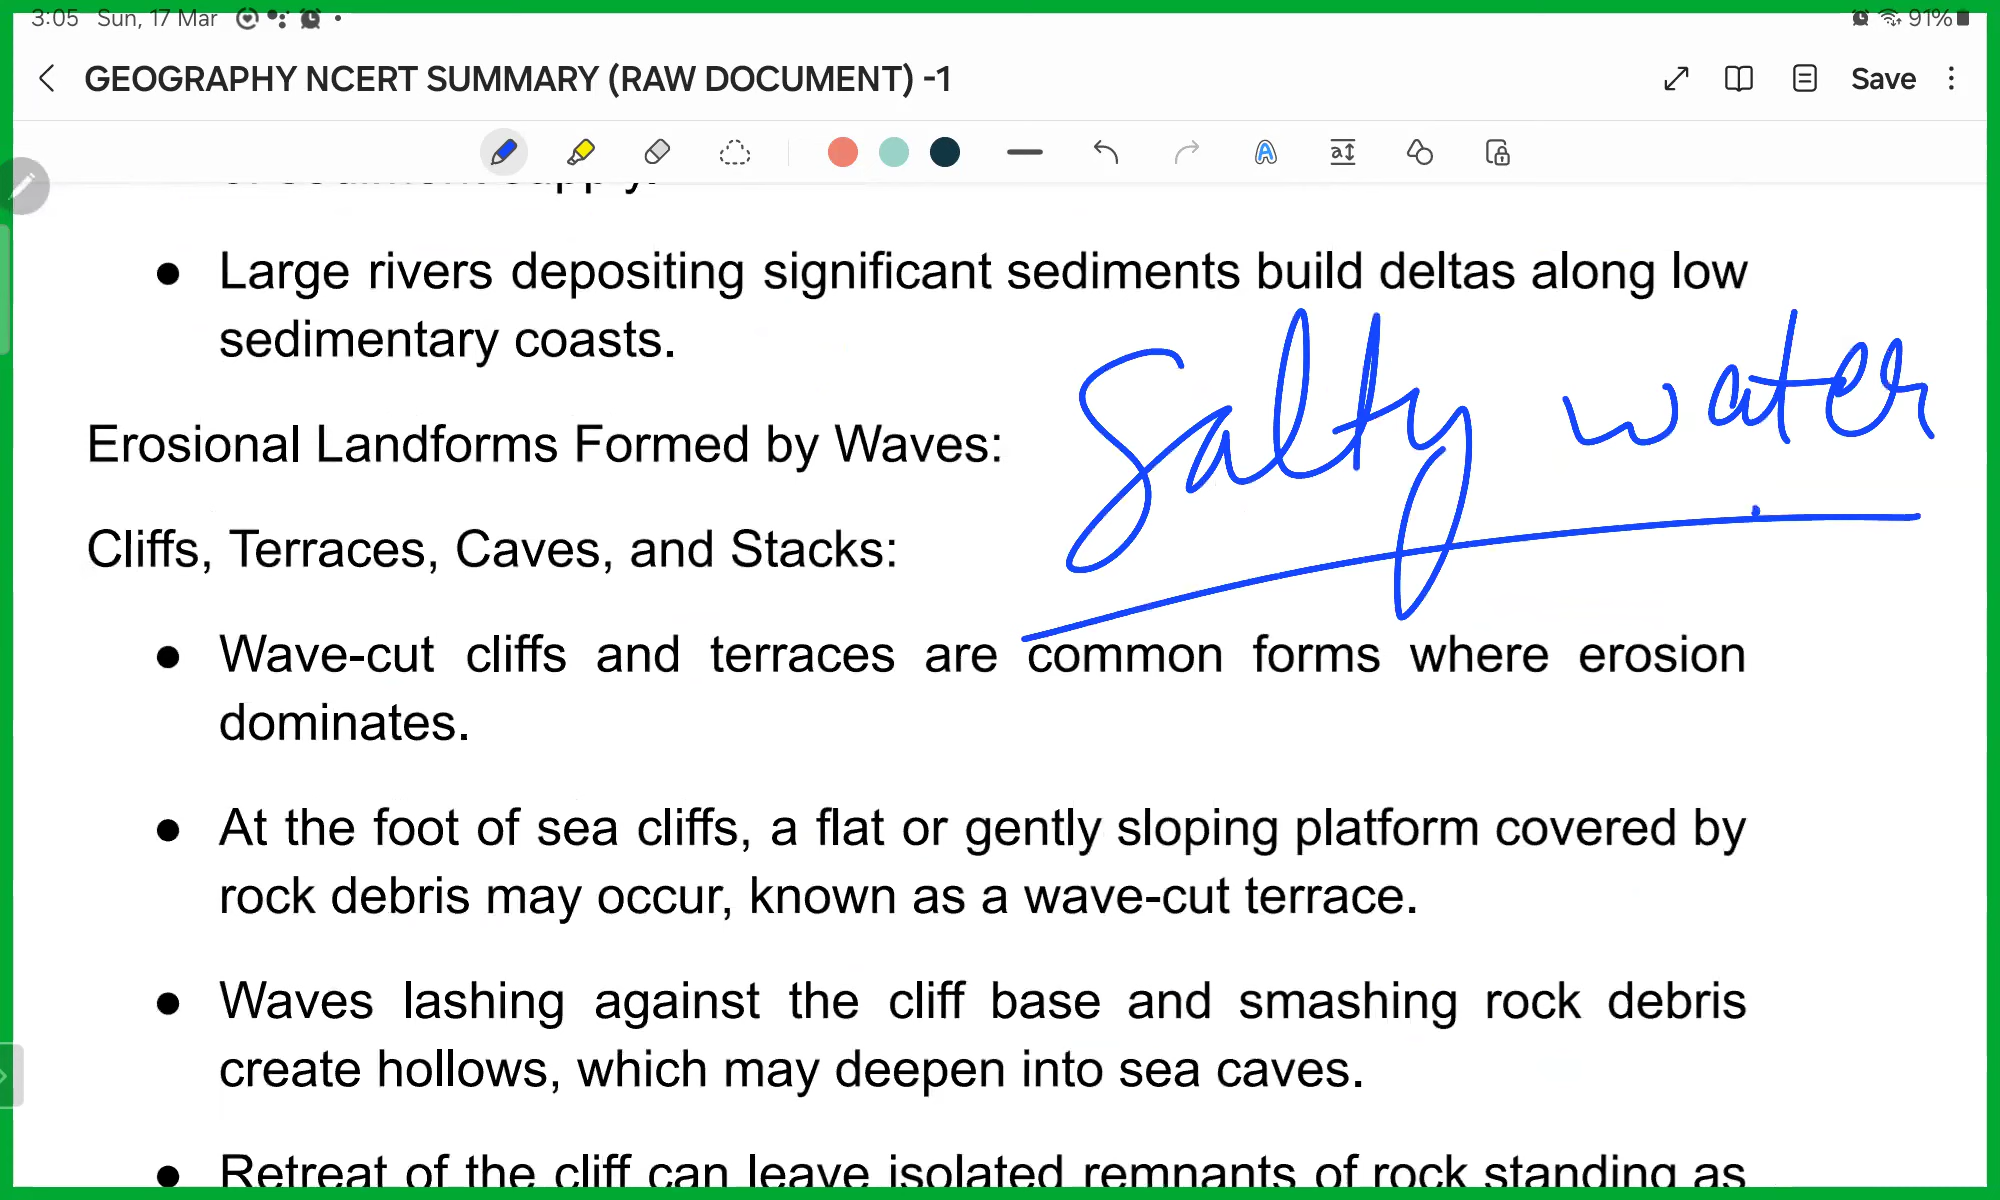 3:05 Sun, 17 Mar 91%
GEOGRAPHY NCERT SUMMARY (RAW DOCUMENT) -1
Save
of sediment supply.
● Large rivers depositing significant sediments build deltas along low
sedimentary coasts.
Salty water
Erosional Landforms Formed by Waves:
Cliffs, Terraces, Caves, and Stacks:
● Wave-cut cliffs and terraces are common forms where erosion
dominates.
● At the foot of sea cliffs, a flat or gently sloping platform covered by
rock debris may occur, known as a wave-cut terrace.
● Waves lashing against the cliff base and smashing rock debris
create hollows, which may deepen into sea caves.
● Retreat of the cliff can leave isolated remnants of rock standing as